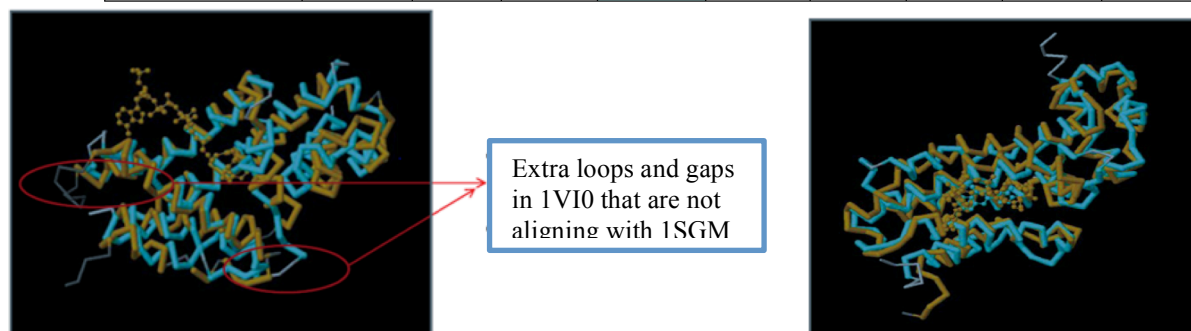 Extra loops and gaps
in 1VI0 that are not
aligning with 1SGM